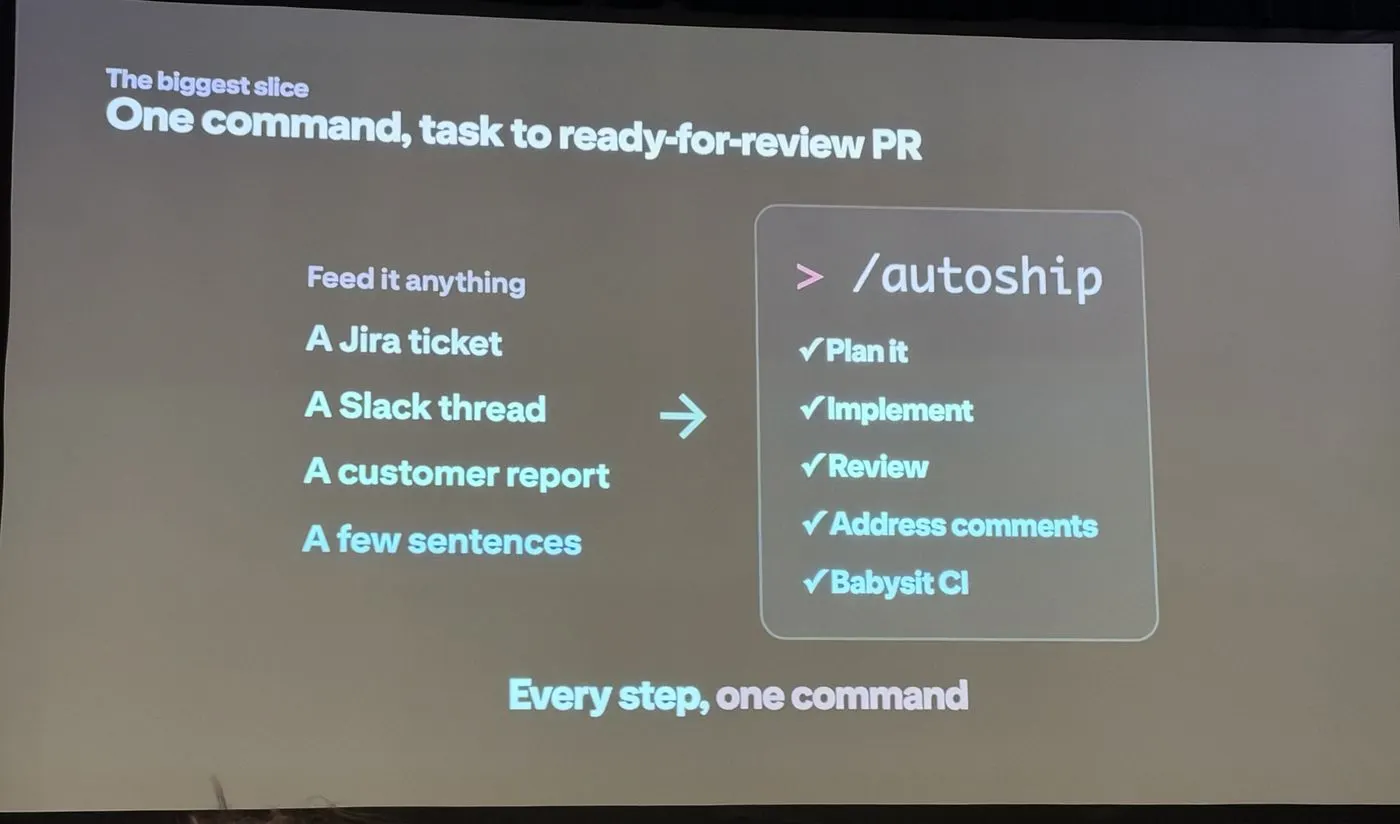 The biggest slice
One command, task to ready-for-review PR
Feed it anything
A Jira ticket
A Slack thread
A customer report
A few sentences
→
> /autoship
✓Plan it
✓Implement
✓Review
✓Address comments
✓Babysit CI
Every step, one command